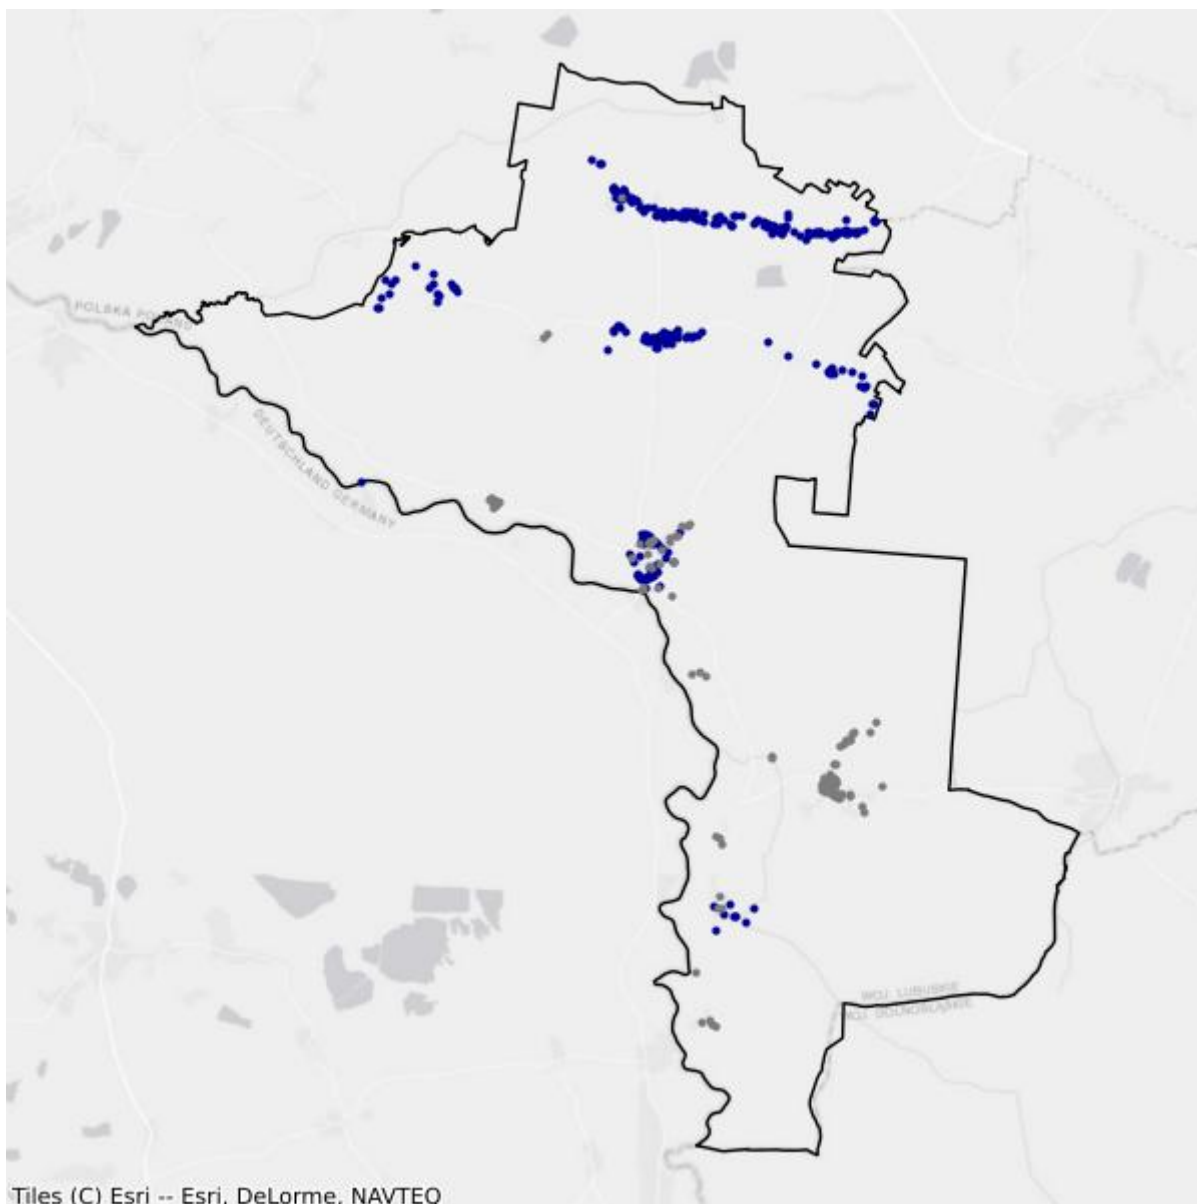 POLSKA POLAND
DEUTSCHLAND GERMANY
WOJ. LUBUSKIE
WOJ. DOLNOŚLĄSKIE
Tiles (C) Esri -- Esri, DeLorme, NAVTEQ